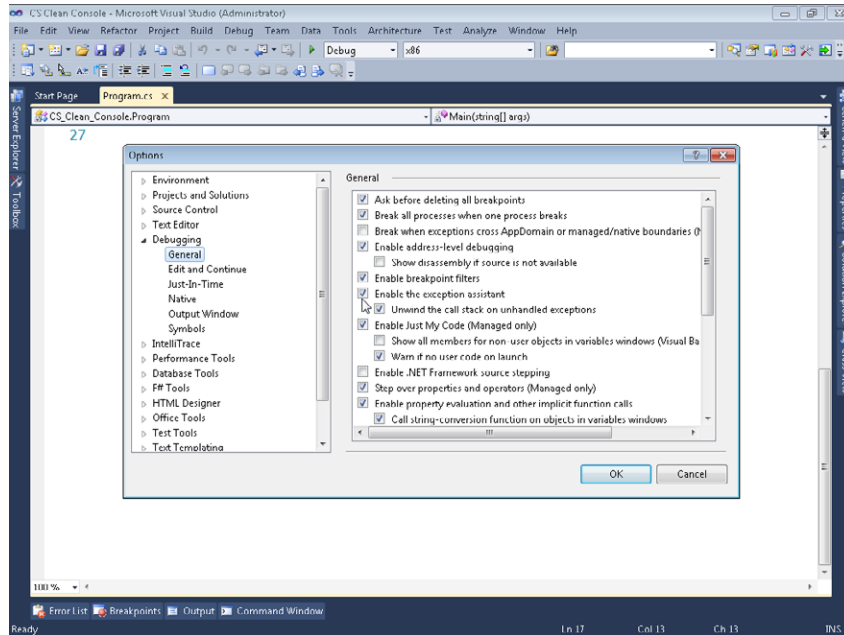 CS Clean Console - Microsoft Visual Studio (Administrator)
File Edit View Refactor Project Build Debug Team Data Tools Architecture Test Analyze Window Help
Debug x86
Start Page Program.cs
CS_Clean_Console.Program Main(string[] args)
Server Explorer
Toolbox
27
Options
Environment
Projects and Solutions
Source Control
Text Editor
Debugging
General
Edit and Continue
Just-In-Time
Native
Output Window
Symbols
IntelliTrace
Performance Tools
Database Tools
F# Tools
HTML Designer
Office Tools
Test Tools
Text Templating
General
Ask before deleting all breakpoints
Break all processes when one process breaks
Break when exceptions cross AppDomain or managed/native boundaries (M
Enable address-level debugging
Show disassembly if source is not available
Enable breakpoint filters
Enable the exception assistant
Unwind the call stack on unhandled exceptions
Enable Just My Code (Managed only)
Show all members for non-user objects in variables windows (Visual Ba
Warn if no user code on launch
Enable .NET Framework source stepping
Step over properties and operators (Managed only)
Enable property evaluation and other implicit function calls
Call string-conversion function on objects in variables windows
OK Cancel
100 %
Error List Breakpoints Output Command Window
Ready Ln 17 Col 13 Ch 13 INS